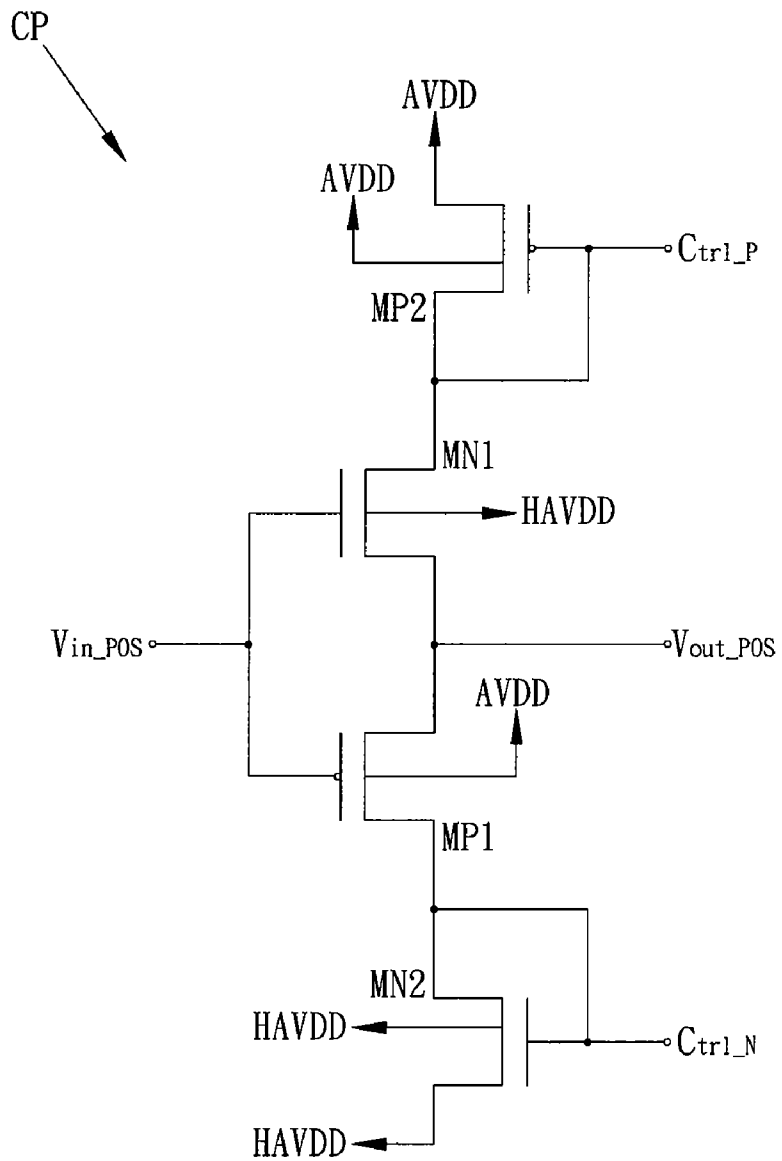 CP
AVDD
AVDD
Ctrl_P
MP2
MN1
HAVDD
Vin_POS
Vout_POS
AVDD
MP1
MN2
HAVDD
Ctrl_N
HAVDD